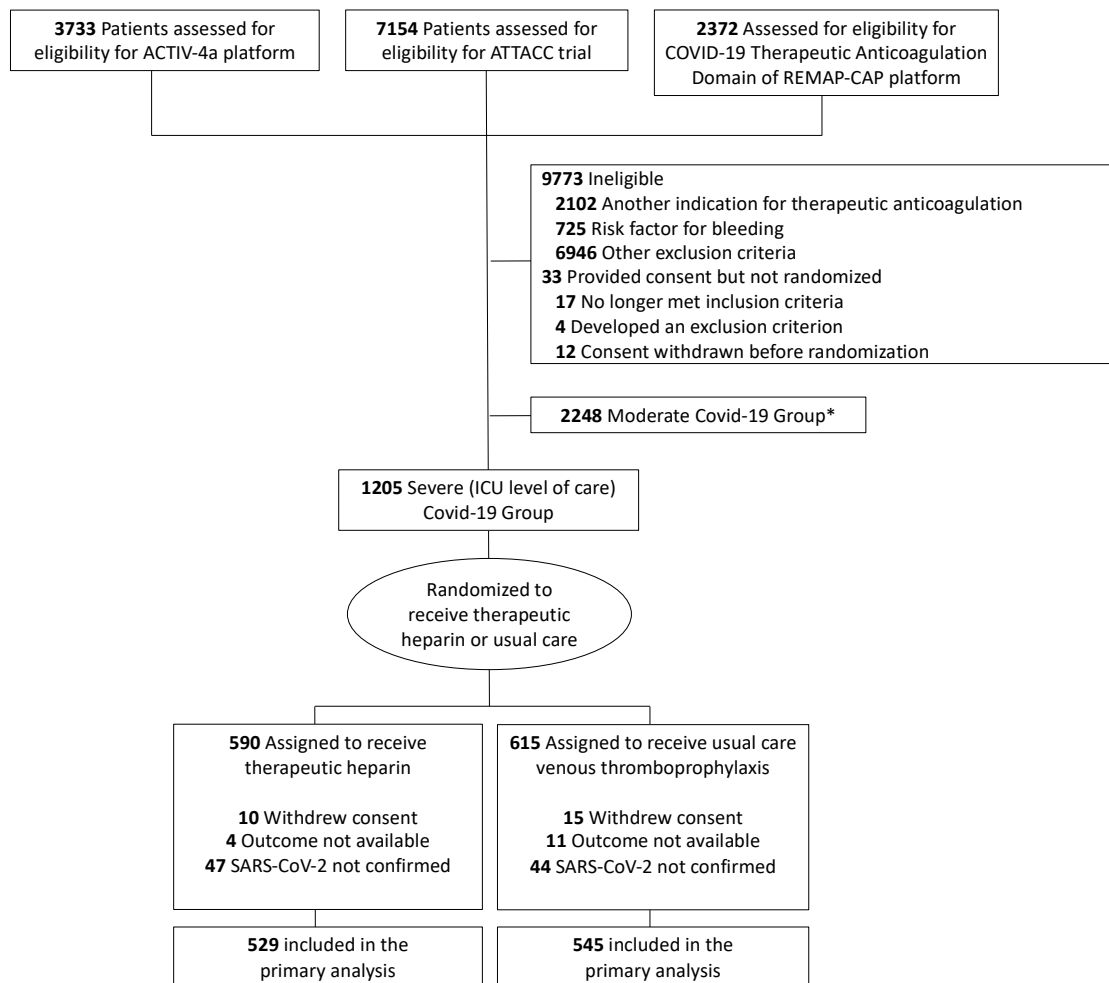 3733 Patients assessed for
eligibility for ACTIV-4a platform
7154 Patients assessed for
eligibility for ATTACC trial
2372 Assessed for eligibility for
COVID-19 Therapeutic Anticoagulation
Domain of REMAP-CAP platform
9773 Ineligible
2102 Another indication for therapeutic anticoagulation
725 Risk factor for bleeding
6946 Other exclusion criteria
33 Provided consent but not randomized
17 No longer met inclusion criteria
4 Developed an exclusion criterion
12 Consent withdrawn before randomization
2248 Moderate Covid-19 Group*
1205 Severe (ICU level of care)
Covid-19 Group
Randomized to
receive therapeutic
heparin or usual care
590 Assigned to receive
therapeutic heparin
10 Withdrew consent
4 Outcome not available
47 SARS-CoV-2 not confirmed
615 Assigned to receive usual care
venous thromboprophylaxis
15 Withdrew consent
11 Outcome not available
44 SARS-CoV-2 not confirmed
529 included in the
primary analysis
545 included in the
primary analysis